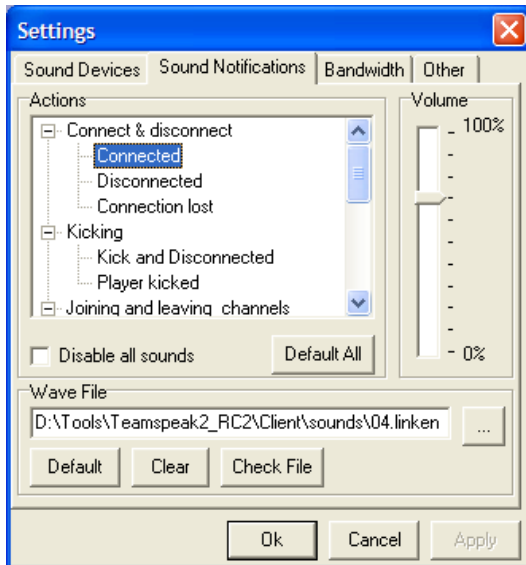 Settings
Sound Devices Sound Notifications Bandwidth Other
Actions
Connect & disconnect
Connected
Disconnected
Connection lost
Kicking
Kick and Disconnected
Player kicked
Joining and leaving channels
Disable all sounds
Default All
Volume
100%
0%
Wave File
D:\Tools\Teamspeak2_RC2\Client\sounds\04.linken
...
Default Clear Check File
Ok Cancel Apply